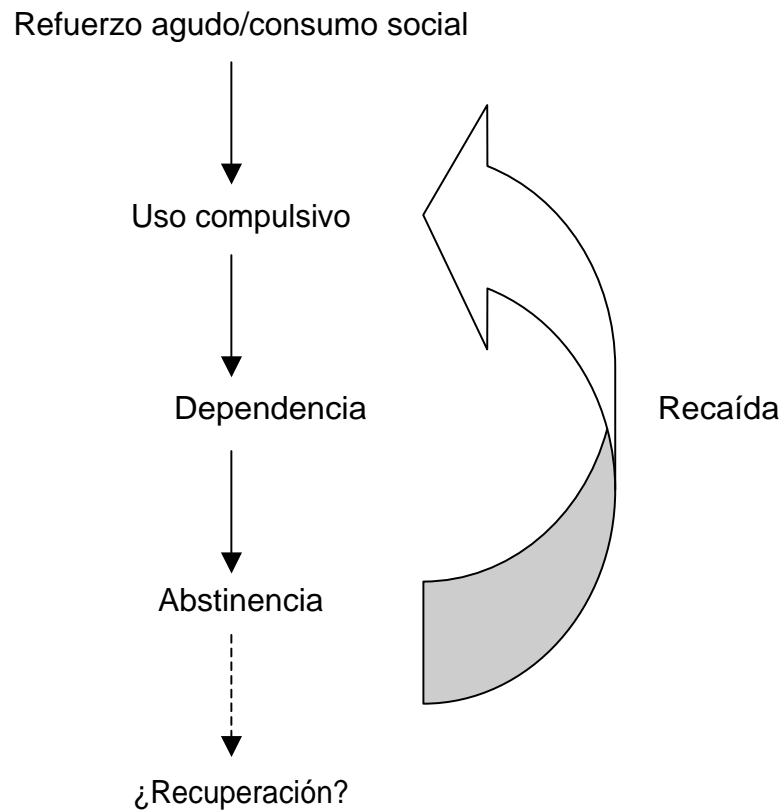 Refuerzo agudo/consumo social
Uso compulsivo
Dependencia
Recaída
Abstinencia
¿Recuperación?